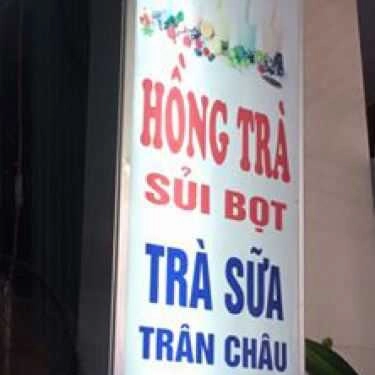 HỒNG TRÀ
SỦI BỌT
TRÀ SỮA
TRÂN CHÂU